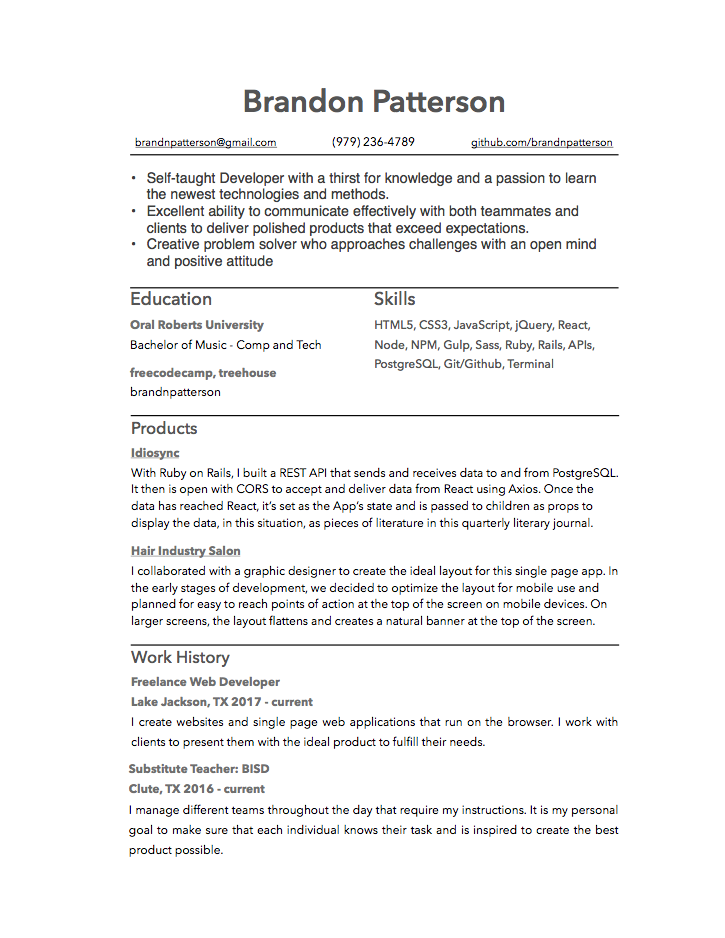 Brandon Patterson
brandnpatterson@gmail.com (979) 236-4789 github.com/brandnpatterson
• Self-taught Developer with a thirst for knowledge and a passion to learn
the newest technologies and methods.
• Excellent ability to communicate effectively with both teammates and
clients to deliver polished products that exceed expectations.
• Creative problem solver who approaches challenges with an open mind
and positive attitude
Education
Oral Roberts University
Bachelor of Music - Comp and Tech
freecodecamp, treehouse
brandnpatterson
Skills
HTML5, CSS3, JavaScript, jQuery, React,
Node, NPM, Gulp, Sass, Ruby, Rails, APIs,
PostgreSQL, Git/Github, Terminal
Products
Idiosync
With Ruby on Rails, I built a REST API that sends and receives data to and from PostgreSQL.
It then is open with CORS to accept and deliver data from React using Axios. Once the
data has reached React, it’s set as the App’s state and is passed to children as props to
display the data, in this situation, as pieces of literature in this quarterly literary journal.
Hair Industry Salon
I collaborated with a graphic designer to create the ideal layout for this single page app. In
the early stages of development, we decided to optimize the layout for mobile use and
planned for easy to reach points of action at the top of the screen on mobile devices. On
larger screens, the layout flattens and creates a natural banner at the top of the screen.
Work History
Freelance Web Developer
Lake Jackson, TX 2017 - current
I create websites and single page web applications that run on the browser. I work with
clients to present them with the ideal product to fulfill their needs.
Substitute Teacher: BISD
Clute, TX 2016 - current
I manage different teams throughout the day that require my instructions. It is my personal
goal to make sure that each individual knows their task and is inspired to create the best
product possible.